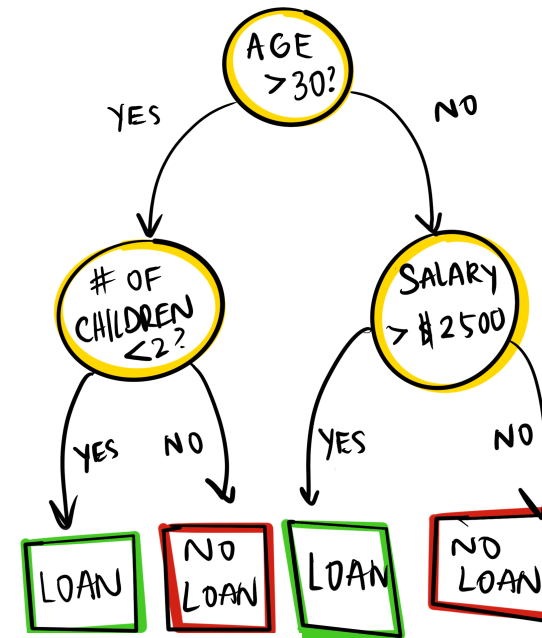 AGE
>30?
YES
NO
# OF
CHILDREN
<2?
SALARY
> $2500
YES
NO
YES
NO
LOAN
NO
LOAN
LOAN
NO
LOAN